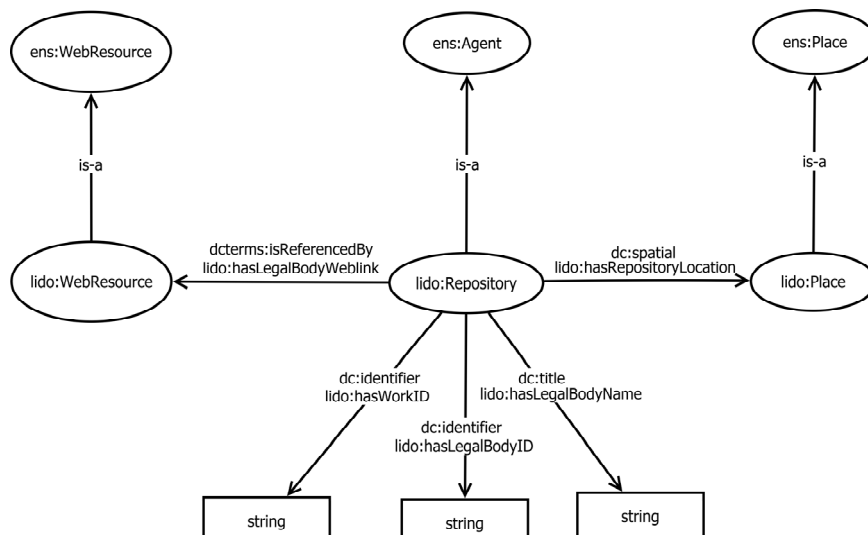 ens:WebResource
ens:Agent
ens:Place
is-a
is-a
is-a
dcterms:isReferencedBy
lido:hasLegalBodyWeblink
dc:spatial
lido:hasRepositoryLocation
lido:WebResource
lido:Repository
lido:Place
dc:identifier
lido:hasWorkID
dc:title
lido:hasLegalBodyName
dc:identifier
lido:hasLegalBodyID
string
string
string